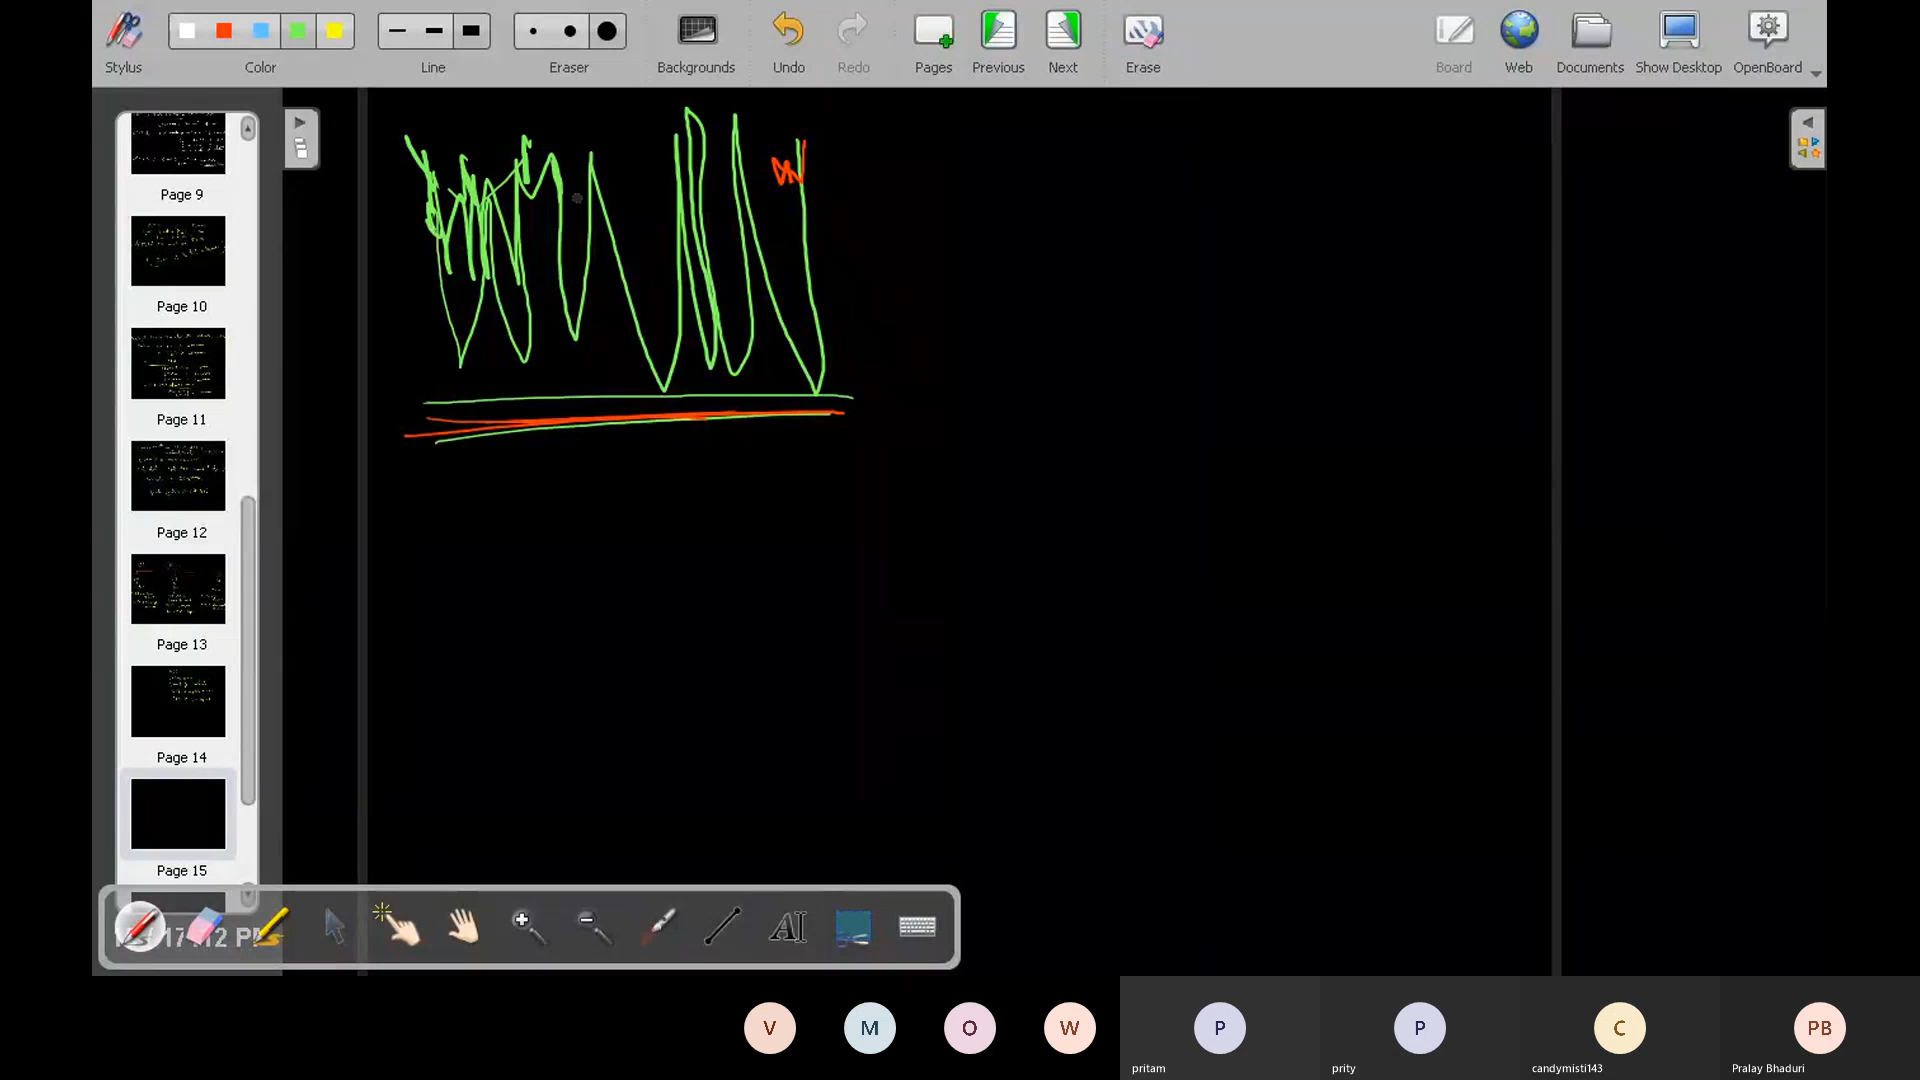 Stylus
Color
Line
Eraser
Backgrounds
Undo
Redo
Pages
Previous
Next
Erase
Board
Web
Documents
Show Desktop
OpenBoard
Page 9
Page 10
Page 11
Page 12
Page 13
Page 14
Page 15
V
M
O
W
P
P
C
PB
pritam
prity
candymisti143
Pralay Bhaduri